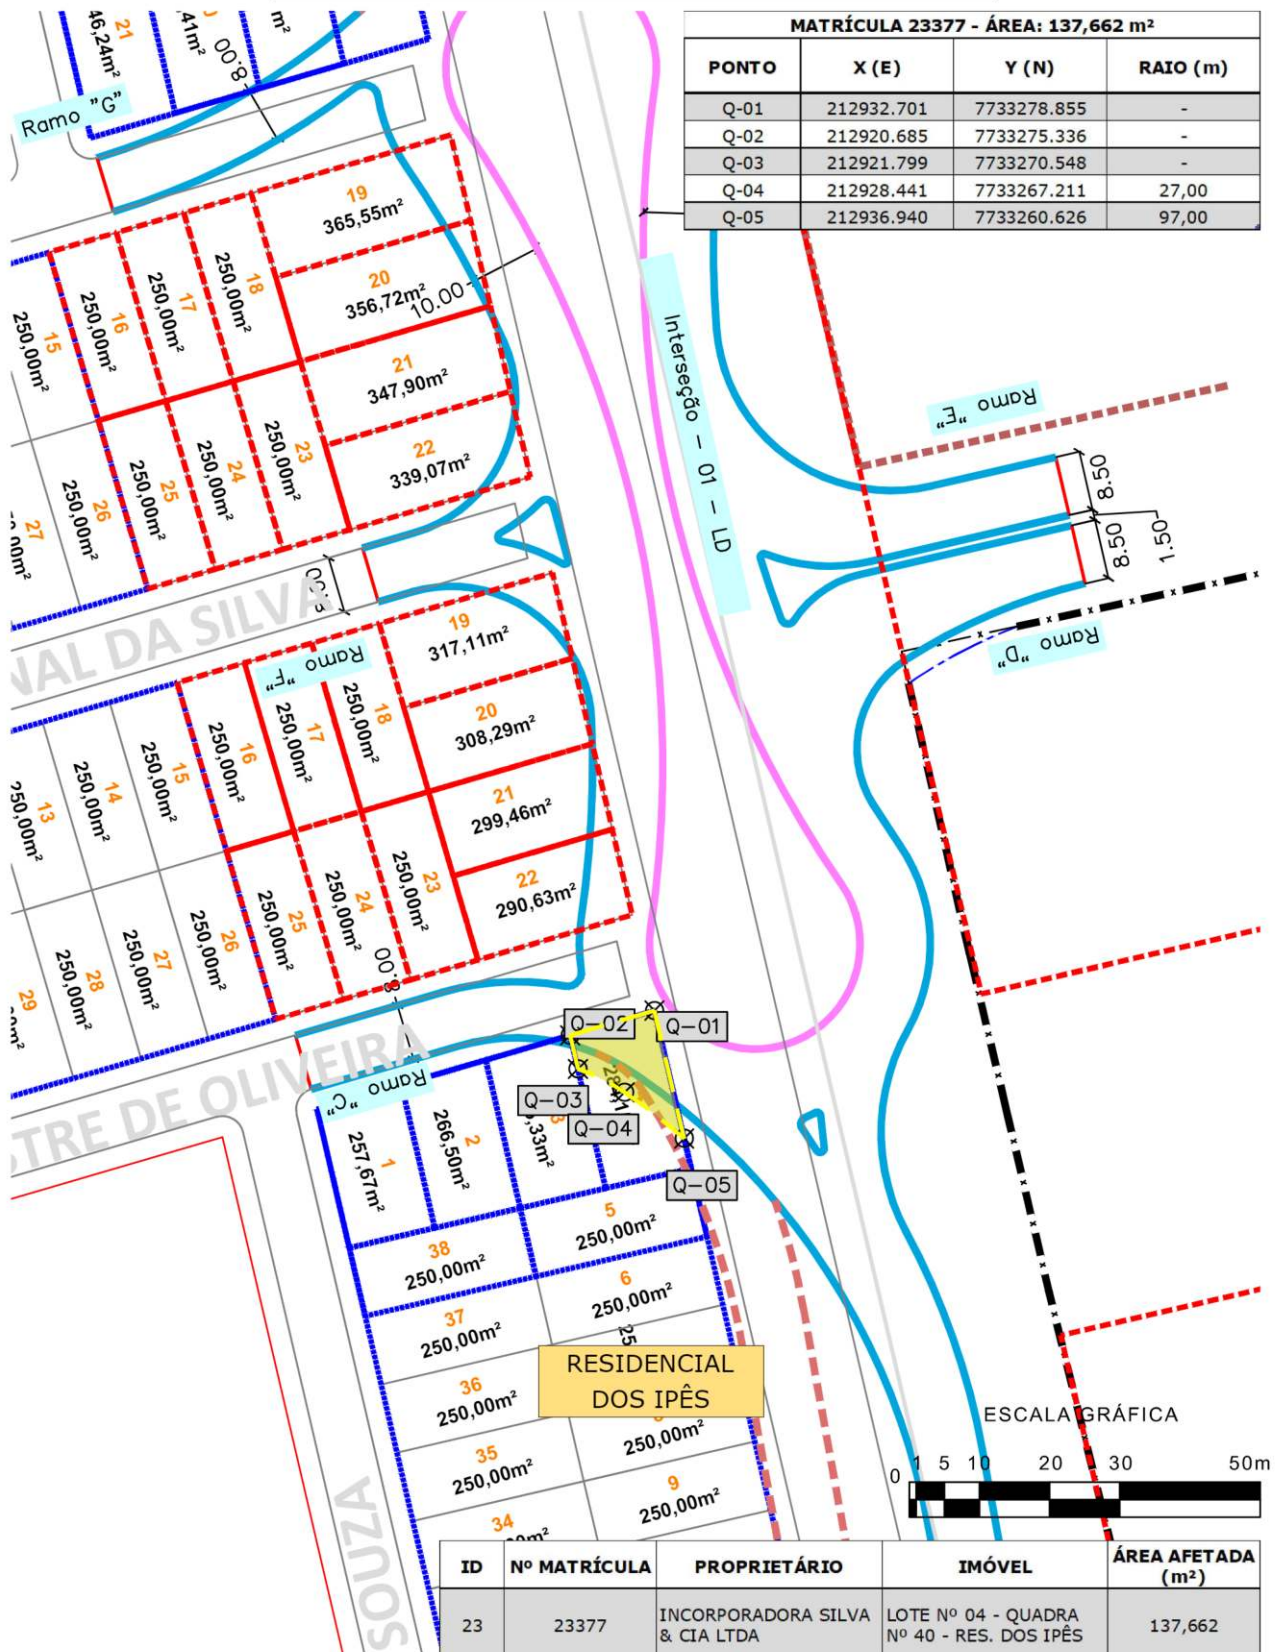 MATRÍCULA 23377 - ÁREA: 137,662 m²
PONTO X (E) Y (N) RAIO (m)
Q-01 212932.701 7733278.855 -
Q-02 212920.685 7733275.336 -
Q-03 212921.799 7733270.548 -
Q-04 212928.441 7733267.211 27,00
Q-05 212936.940 7733260.626 97,00
21
46,24m²
41m²
m²
8.00
Ramo "G"
19
365,55m²
20
356,72m²
10.00
21
347,90m²
22
339,07m²
18
250,00m²
17
250,00m²
16
250,00m²
15
250,00m²
23
250,00m²
24
250,00m²
25
250,00m²
26
250,00m²
27
Interseção - 01 - LD
Ramo "E"
8.50
1.50
8.50
Ramo "D"
NAL DA SILVA
Ramo "F"
19
317,11m²
20
308,29m²
21
299,46m²
22
290,63m²
18
250,00m²
17
250,00m²
16
250,00m²
15
250,00m²
14
250,00m²
13
250,00m²
23
250,00m²
24
250,00m²
25
250,00m²
26
250,00m²
27
250,00m²
28
250,00m²
29
8.00
STRE DE OLIVEIRA
Ramo "C"
Q-02
Q-01
Q-03
Q-04
Q-05
1
257,67m²
2
266,50m²
3
,33m²
5
250,00m²
38
250,00m²
6
250,00m²
37
250,00m²
25
RESIDENCIAL
DOS IPÊS
36
250,00m²
250,00m²
35
250,00m²
9
250,00m²
34
SOUZA
ESCALA GRÁFICA
0 1 5 10 20 30 50m
ID Nº MATRÍCULA PROPRIETÁRIO IMÓVEL ÁREA AFETADA (m²)
23 23377 INCORPORADORA SILVA & CIA LTDA LOTE Nº 04 - QUADRA Nº 40 - RES. DOS IPÊS 137,662